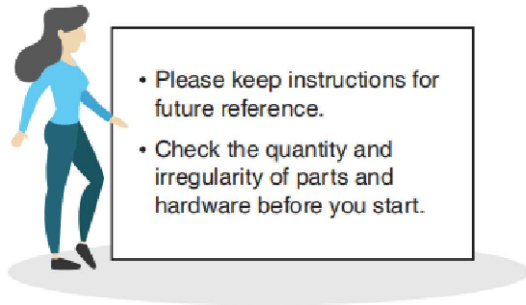 • Please keep instructions for
future reference.
• Check the quantity and
irregularity of parts and
hardware before you start.